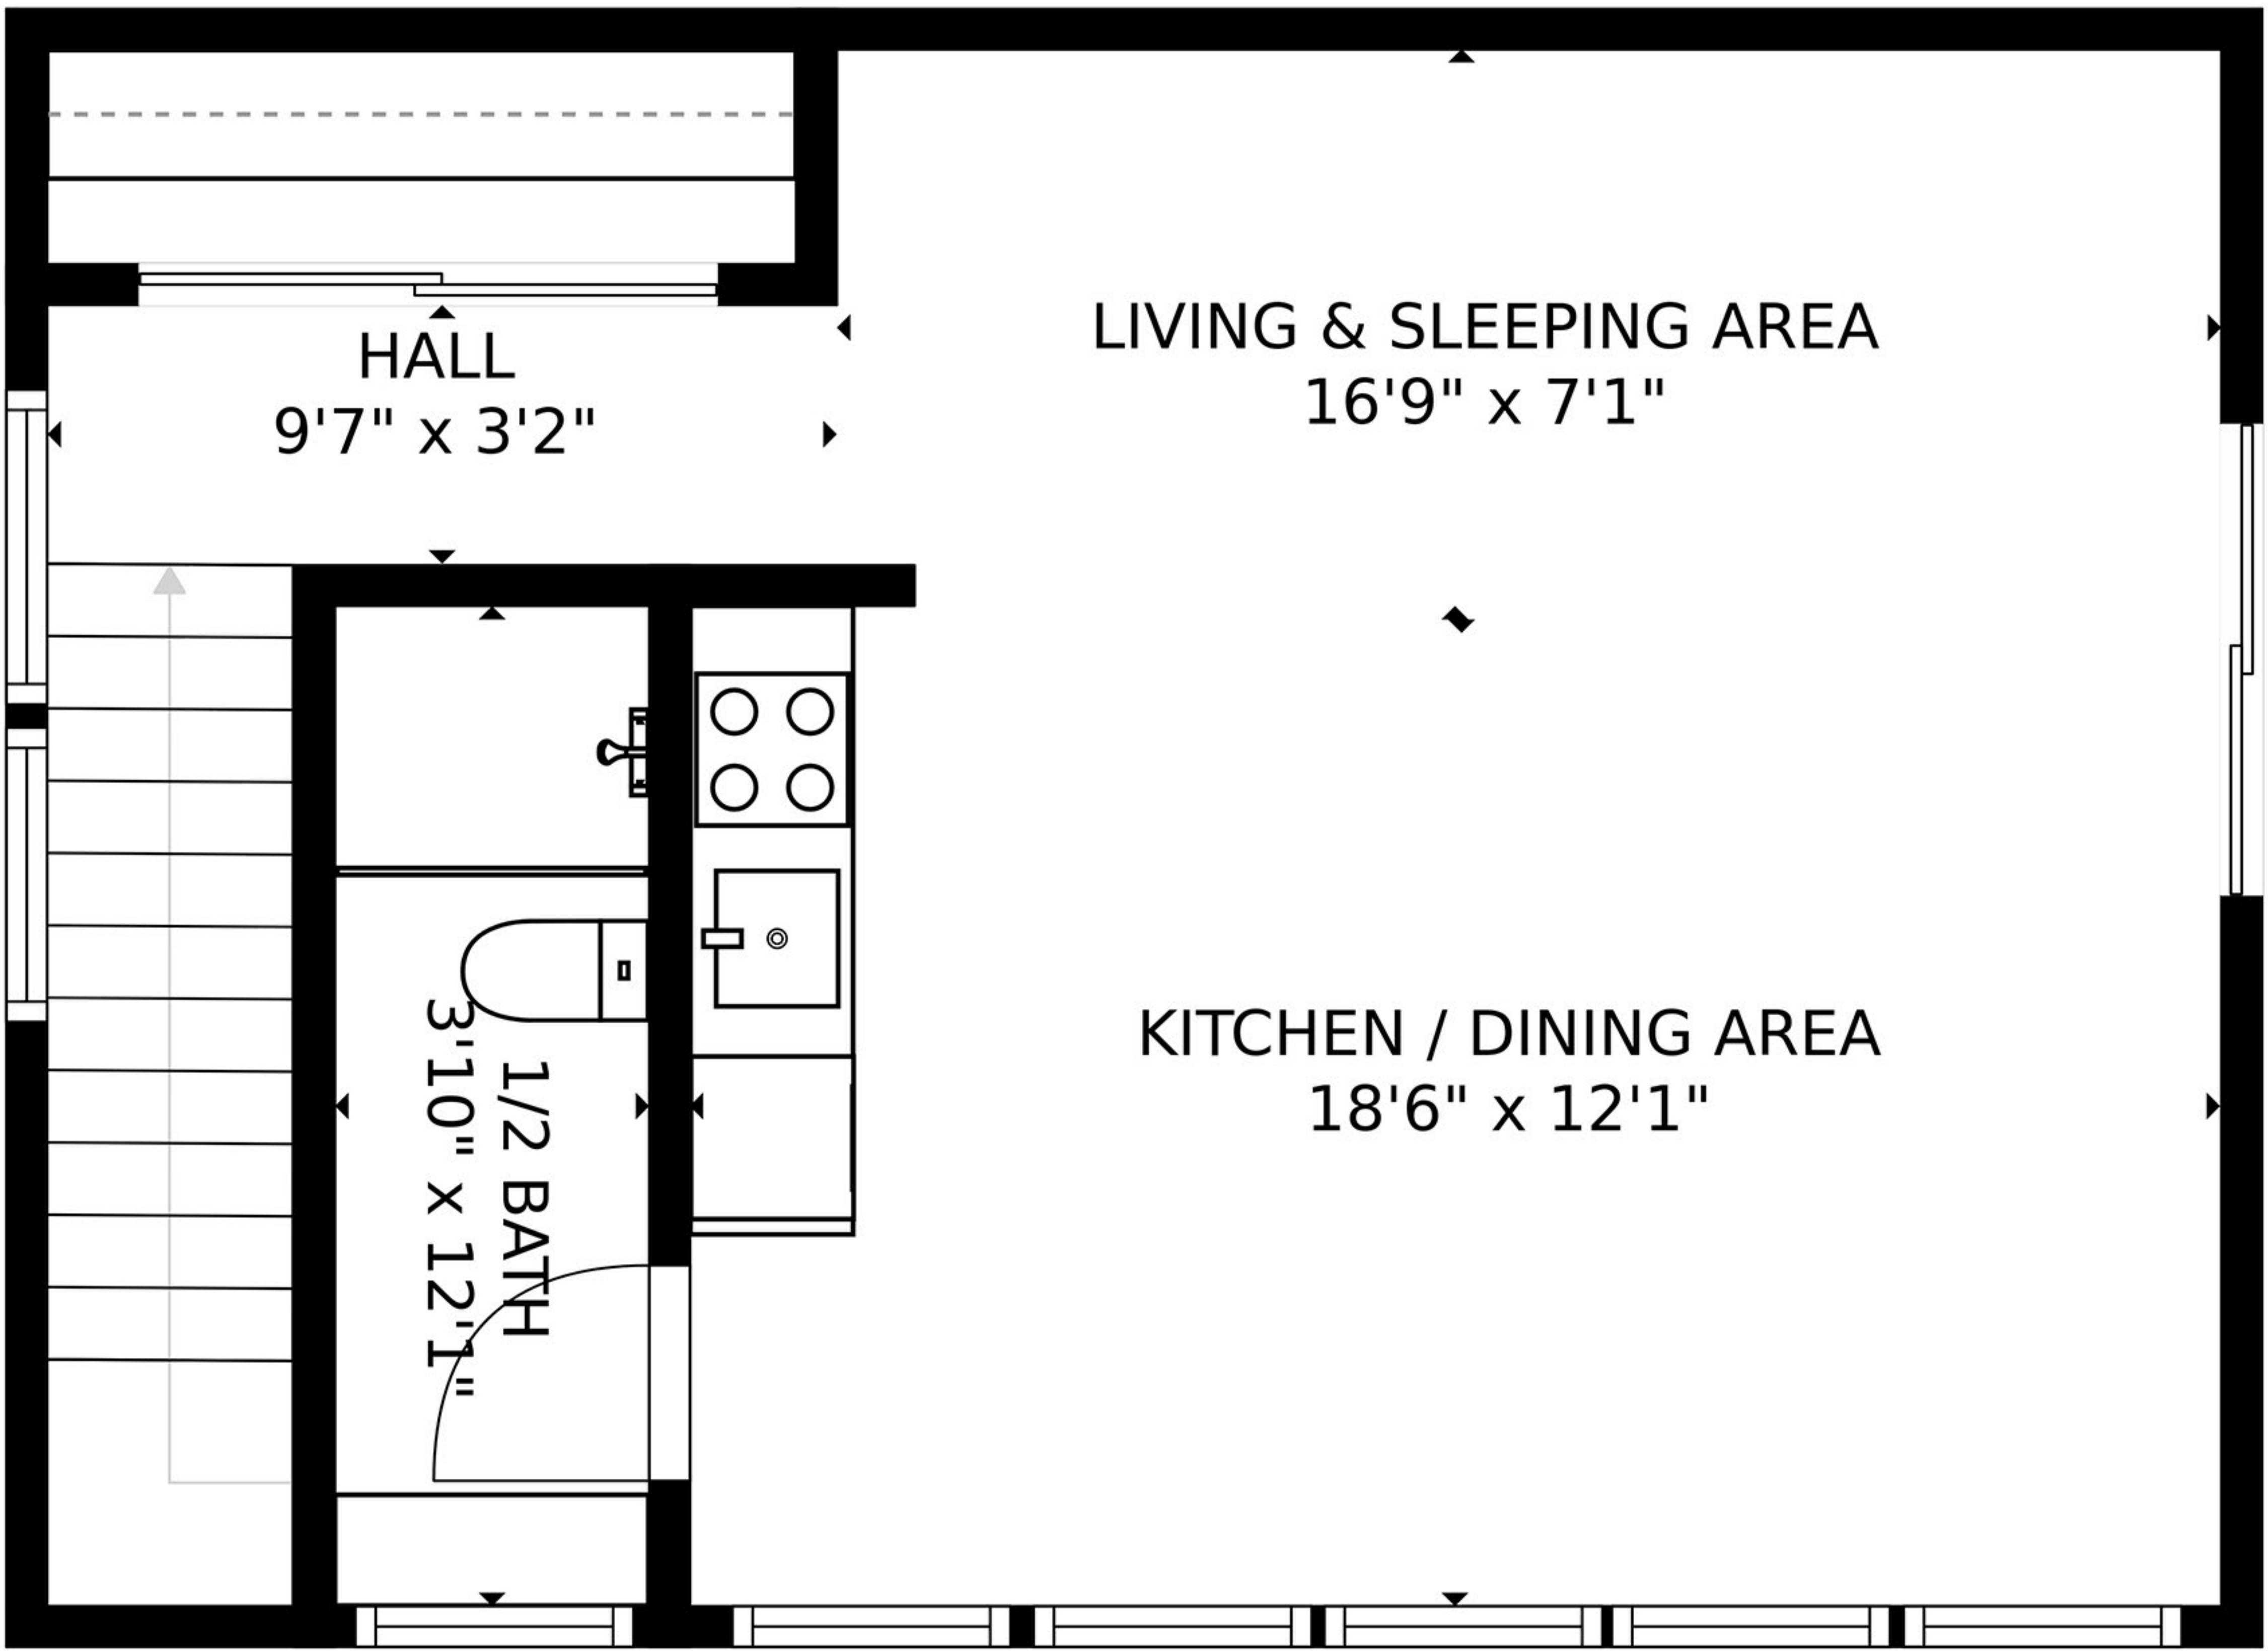 LIVING & SLEEPING AREA
16'9" x 7'1"
HALL
9'7" x 3'2"
KITCHEN / DINING AREA
18'6" x 12'1"
1/2 BATH
3'10" x 12'1"